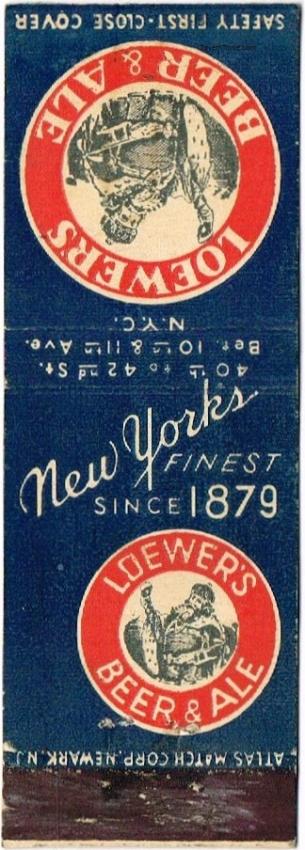 SAFETY FIRST-CLOSE COVER
LOEWER'S
BEER & ALE
N.Y.C.
Bet. 10th & 11th Ave.
40th to 42nd St.
New Yorks
FINEST
SINCE 1879
LOEWER'S
BEER & ALE
ATLAS MATCH CORP. NEWARK, N.J.